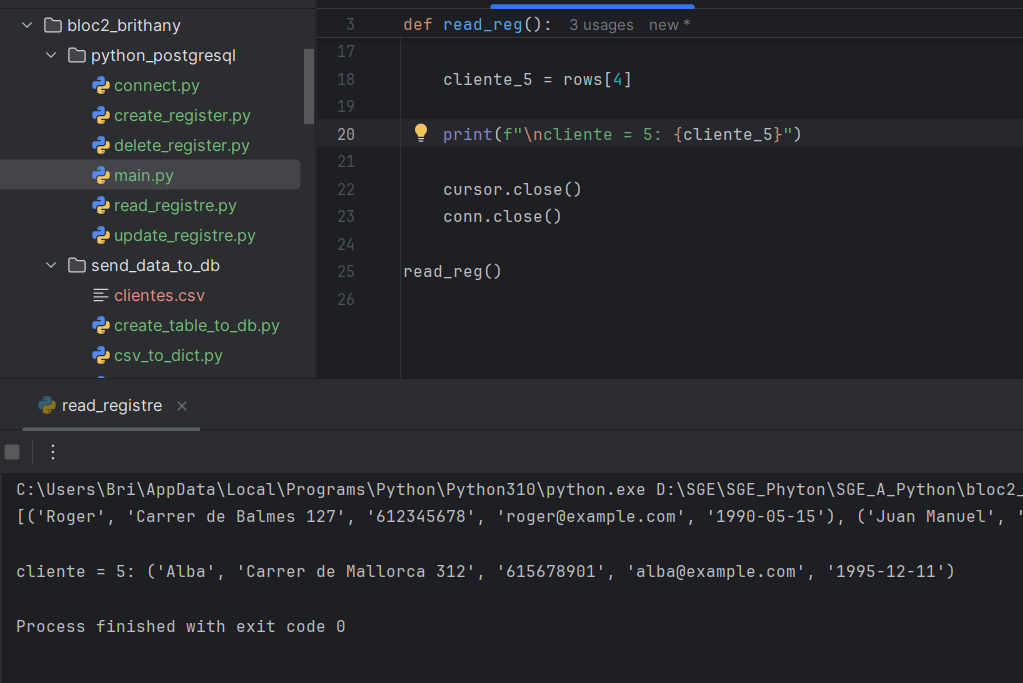 bloc2_brithany
python_postgresql
connect.py
create_register.py
delete_register.py
main.py
read_registre.py
update_registre.py
send_data_to_db
clientes.csv
create_table_to_db.py
csv_to_dict.py
3 def read_reg(): 3 usages new *
17
18 cliente_5 = rows[4]
19
20 print(f"\ncliente = 5: {cliente_5}")
21
22 cursor.close()
23 conn.close()
24
25 read_reg()
26
read_registre
C:\Users\Bri\AppData\Local\Programs\Python\Python310\python.exe D:\SGE\SGE_Phyton\SGE_A_Python\bloc2_
[('Roger', 'Carrer de Balmes 127', '612345678', 'roger@example.com', '1990-05-15'), ('Juan Manuel', '
cliente = 5: ('Alba', 'Carrer de Mallorca 312', '615678901', 'alba@example.com', '1995-12-11')
Process finished with exit code 0